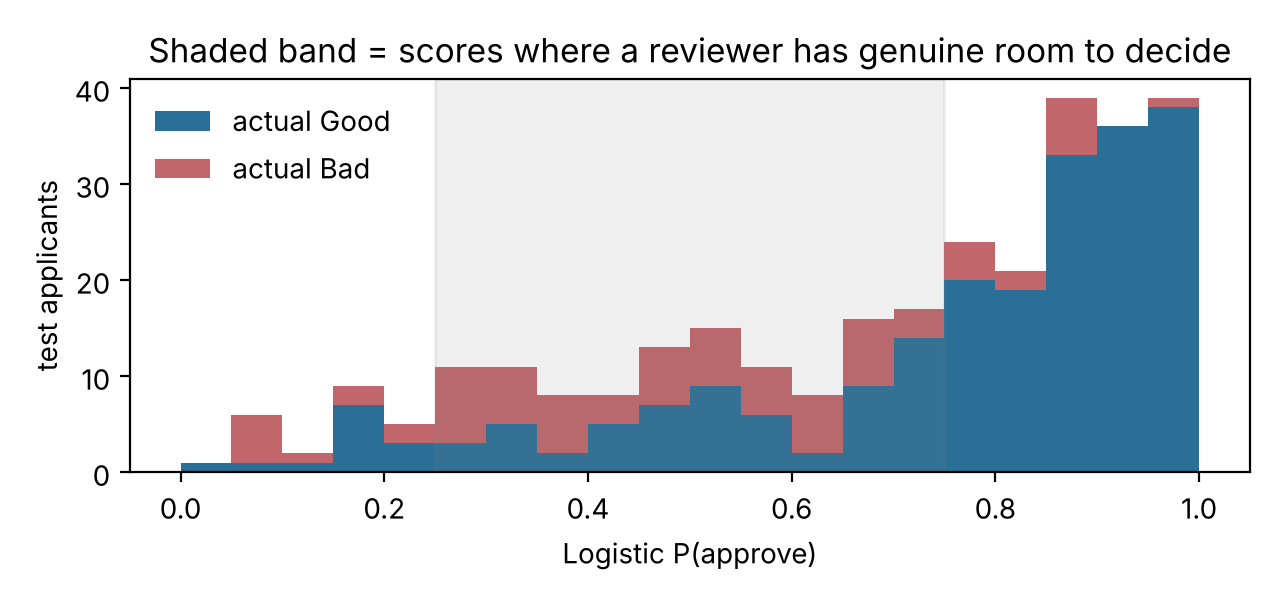 Shaded band = scores where a reviewer has genuine room to decide
actual Good
actual Bad
test applicants
40
30
20
10
0
0.0 0.2 0.4 0.6 0.8 1.0
Logistic P(approve)